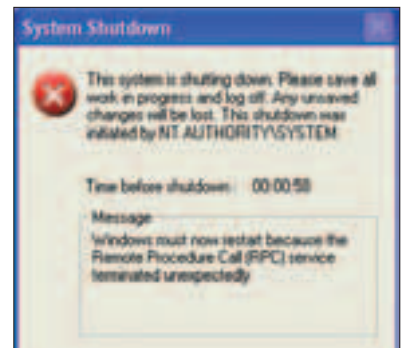 System Shutdown
This system is shutting down. Please save all
work in progress and log off. Any unsaved
changes will be lost. This shutdown was
initiated by NT AUTHORITY\SYSTEM
Time before shutdown: 00:00:58
Message
Windows must now restart because the
Remote Procedure Call (RPC) service
terminated unexpectedly